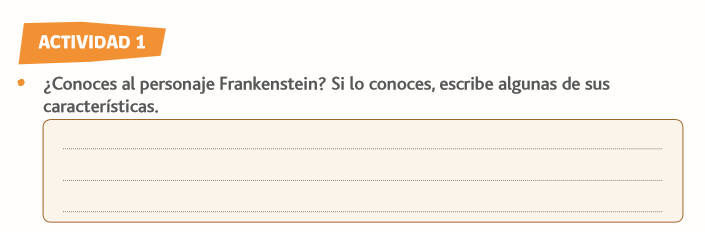 ACTIVIDAD 1
¿Conoces al personaje Frankenstein? Si lo conoces, escribe algunas de sus
características.